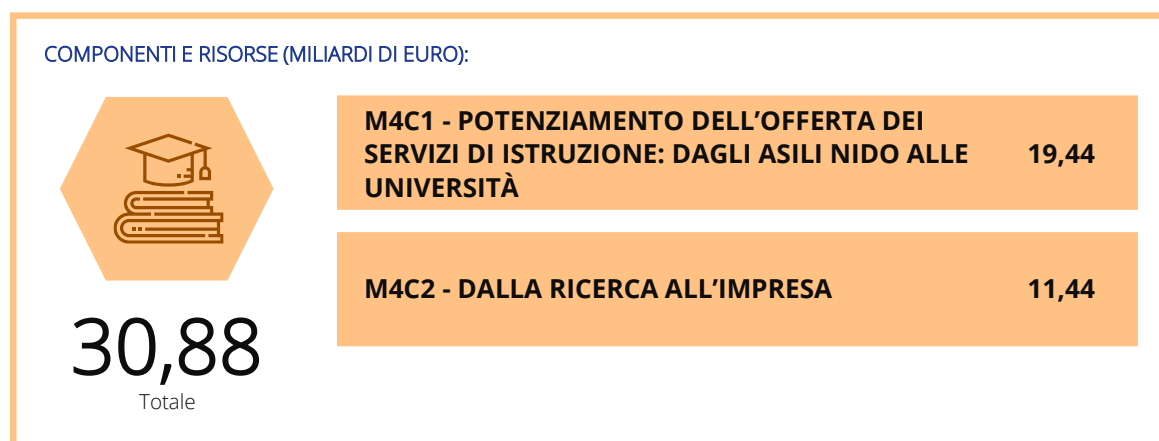 COMPONENTI E RISORSE (MILIARDI DI EURO):
M4C1 - POTENZIAMENTO DELL’OFFERTA DEI
SERVIZI DI ISTRUZIONE: DAGLI ASILI NIDO ALLE
UNIVERSITÀ
19,44
M4C2 - DALLA RICERCA ALL’IMPRESA
11,44
30,88
Totale